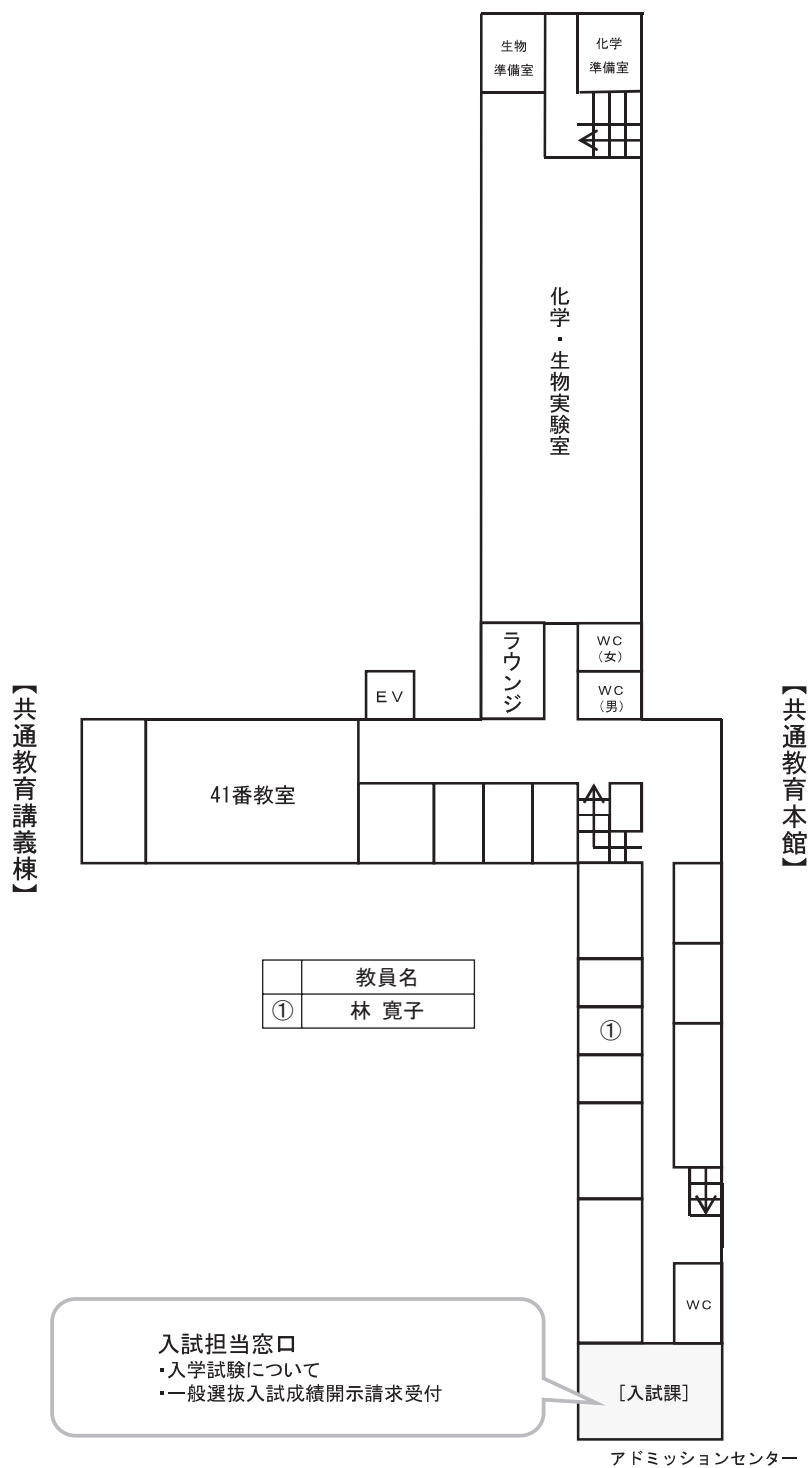 生物
準備室
化学
準備室
化学・生物実験室
ラウンジ
WC
(女)
WC
(男)
EV
【共通教育講義棟】
【共通教育本館】
41番教室
教員名
① 林 寛子
①
WC
入試担当窓口
・入学試験について
・一般選抜入試成績開示請求受付
[入試課]
アドミッションセンター